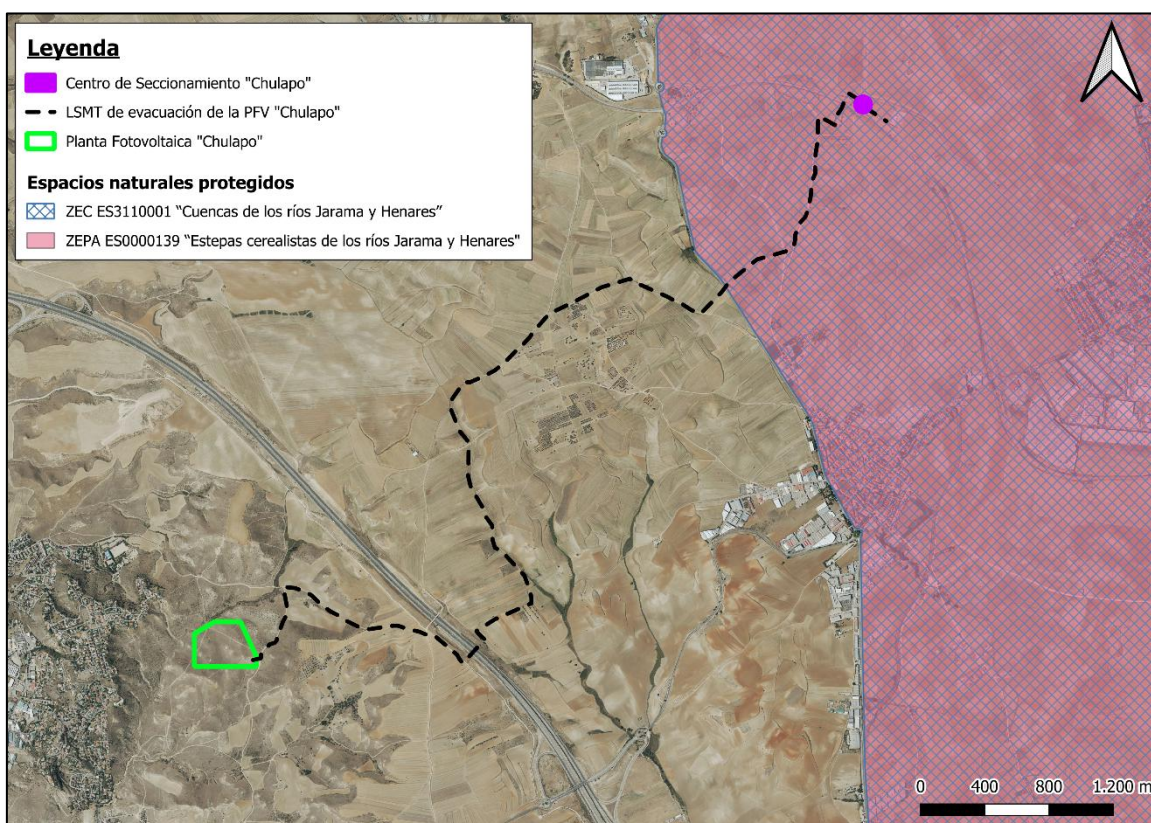 Leyenda
Centro de Seccionamiento "Chulapo"
LSMT de evacuación de la PFV "Chulapo"
Planta Fotovoltaica "Chulapo"
Espacios naturales protegidos
ZEC ES3110001 “Cuencas de los ríos Jarama y Henares”
ZEPA ES0000139 “Estepas cerealistas de los ríos Jarama y Henares"
0 400 800 1.200 m